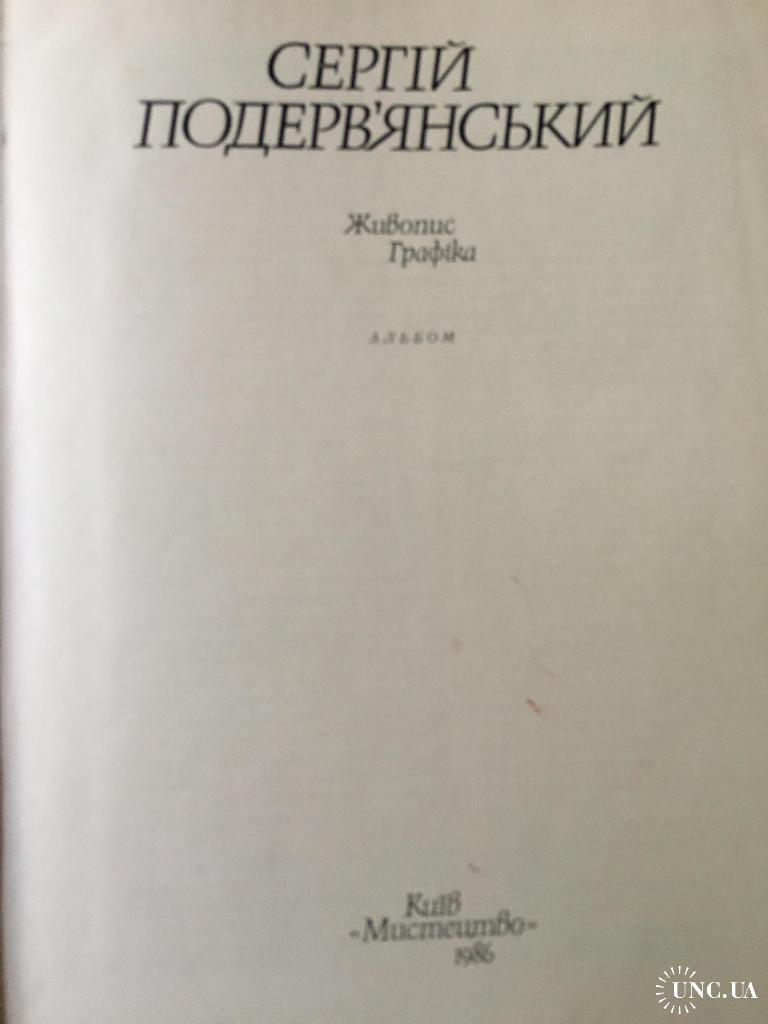 СЕРГІЙ
ПОДЕРВ'ЯНСЬКИЙ
Живопис
Графіка
АЛЬБОМ
Київ
«Мистецтво»
1986
UNC.UA